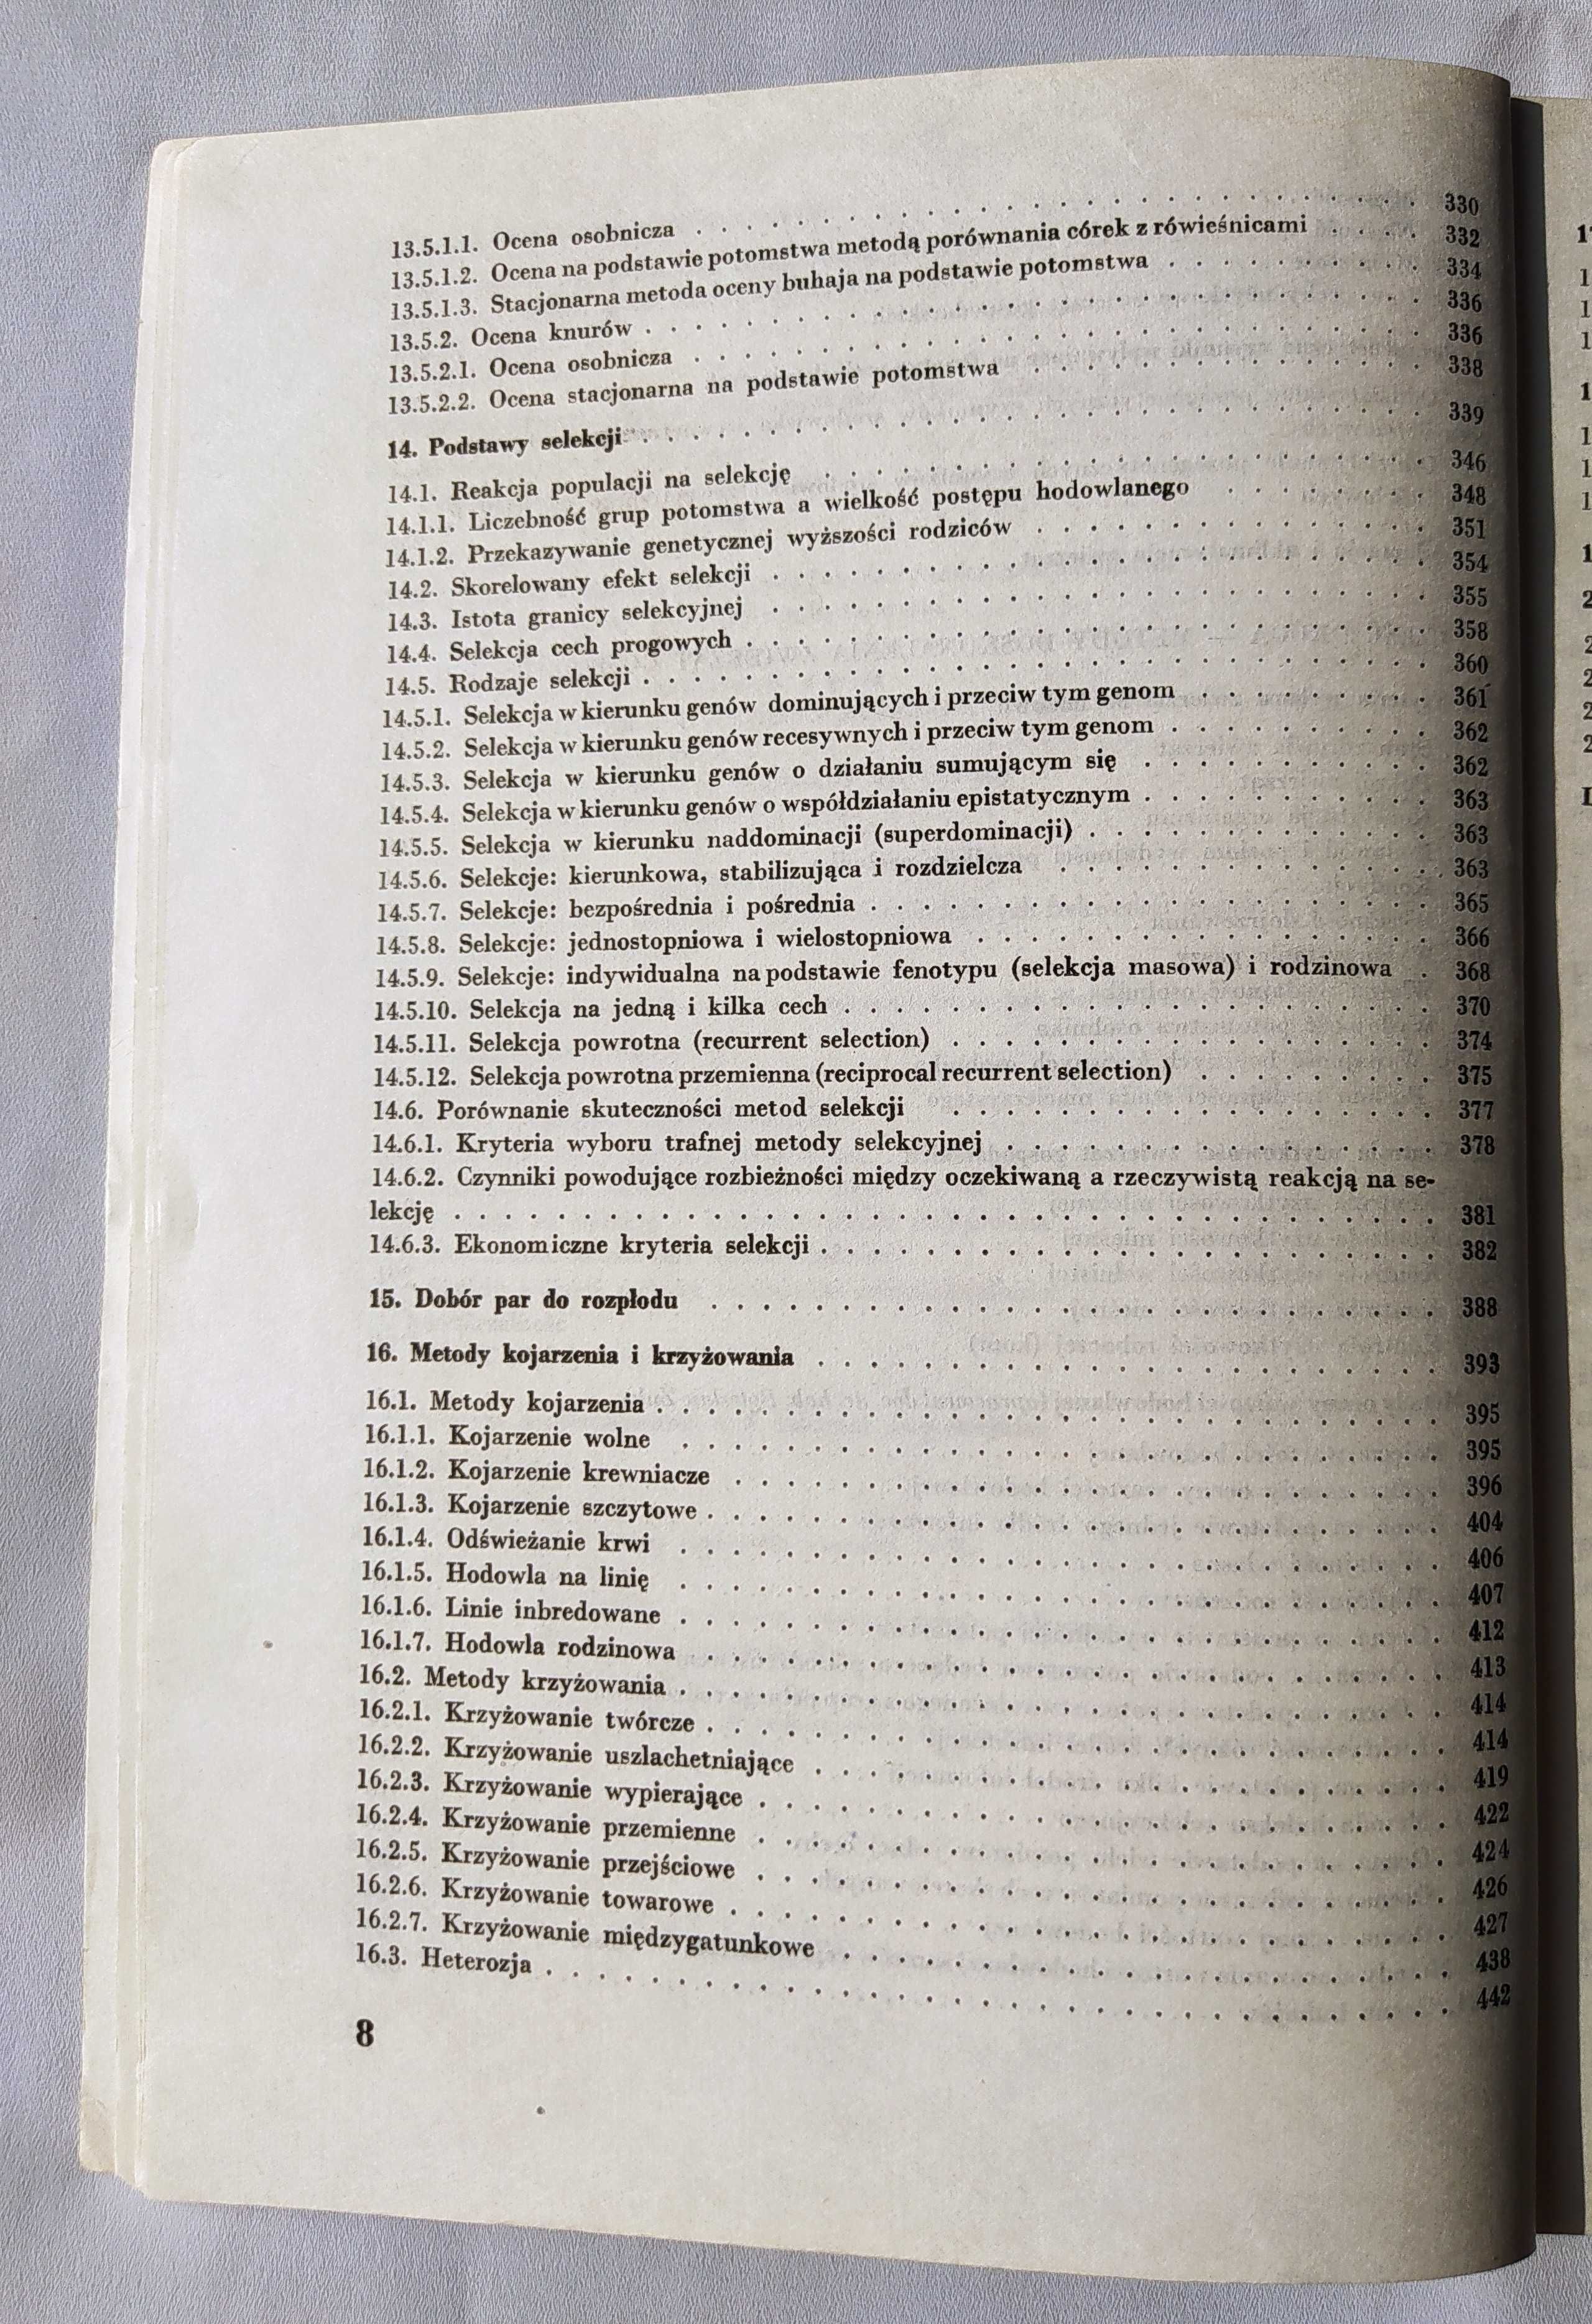 13.5.1.1. Ocena osobnicza . . . . . . . . . . . . . . . . . . . . . . . . . . . . 330
13.5.1.2. Ocena na podstawie potomstwa metodą porównania córek z rówieśnicami . . . . 332
13.5.1.3. Stacjonarna metoda oceny buhaja na podstawie potomstwa . . . . . . . . . . 334
13.5.2. Ocena knurów . . . . . . . . . . . . . . . . . . . . . . . . . . . . . . 336
13.5.2.1. Ocena osobnicza . . . . . . . . . . . . . . . . . . . . . . . . . . . . 336
13.5.2.2. Ocena stacjonarna na podstawie potomstwa . . . . . . . . . . . . . . . . 338
14. Podstawy selekcji . . . . . . . . . . . . . . . . . . . . . . . . . . . . . . 339
14.1. Reakcja populacji na selekcję . . . . . . . . . . . . . . . . . . . . . . . 346
14.1.1. Liczebność grup potomstwa a wielkość postępu hodowlanego . . . . . . . . 348
14.1.2. Przekazywanie genetycznej wyższości rodziców . . . . . . . . . . . . . . . 351
14.2. Skorelowany efekt selekcji . . . . . . . . . . . . . . . . . . . . . . . . . 354
14.3. Istota granicy selekcyjnej . . . . . . . . . . . . . . . . . . . . . . . . . 355
14.4. Selekcja cech progowych . . . . . . . . . . . . . . . . . . . . . . . . . . 358
14.5. Rodzaje selekcji . . . . . . . . . . . . . . . . . . . . . . . . . . . . . . 360
14.5.1. Selekcja w kierunku genów dominujących i przeciw tym genom . . . . . . . . . 361
14.5.2. Selekcja w kierunku genów recesywnych i przeciw tym genom . . . . . . . . . . 362
14.5.3. Selekcja w kierunku genów o działaniu sumującym się . . . . . . . . . . . 362
14.5.4. Selekcja w kierunku genów o współdziałaniu epistatycznym . . . . . . . . . . . 363
14.5.5. Selekcja w kierunku naddominacji (superdominacji) . . . . . . . . . . . . . 363
14.5.6. Selekcje: kierunkowa, stabilizująca i rozdzielcza . . . . . . . . . . . . . . . 363
14.5.7. Selekcje: bezpośrednia i pośrednia . . . . . . . . . . . . . . . . . . . . . . 365
14.5.8. Selekcje: jednostopniowa i wielostopniowa . . . . . . . . . . . . . . . . . . 366
14.5.9. Selekcje: indywidualna na podstawie fenotypu (selekcja masowa) i rodzinowa . . 368
14.5.10. Selekcja na jedną i kilka cech . . . . . . . . . . . . . . . . . . . . . . . 370
14.5.11. Selekcja powrotna (recurrent selection) . . . . . . . . . . . . . . . . . . . 374
14.5.12. Selekcja powrotna przemienna (reciprocal recurrent selection) . . . . . . . . . 375
14.6. Porównanie skuteczności metod selekcji . . . . . . . . . . . . . . . . . . . 377
14.6.1. Kryteria wyboru trafnej metody selekcyjnej . . . . . . . . . . . . . . . . . 378
14.6.2. Czynniki powodujące rozbieżności między oczekiwaną a rzeczywistą reakcją na se-
lekcję . . . . . . . . . . . . . . . . . . . . . . . . . . . . . . . . . . . . . . 381
14.6.3. Ekonomiczne kryteria selekcji . . . . . . . . . . . . . . . . . . . . . . . . 382
15. Dobór par do rozpłodu . . . . . . . . . . . . . . . . . . . . . . . . . . . . 388
16. Metody kojarzenia i krzyżowania . . . . . . . . . . . . . . . . . . . . . . . . 393
16.1. Metody kojarzenia . . . . . . . . . . . . . . . . . . . . . . . . . . . . . . 395
16.1.1. Kojarzenie wolne . . . . . . . . . . . . . . . . . . . . . . . . . . . . . 395
16.1.2. Kojarzenie krewniacze . . . . . . . . . . . . . . . . . . . . . . . . . . . 396
16.1.3. Kojarzenie szczytowe . . . . . . . . . . . . . . . . . . . . . . . . . . . . 404
16.1.4. Odświeżanie krwi . . . . . . . . . . . . . . . . . . . . . . . . . . . . . 406
16.1.5. Hodowla na linię . . . . . . . . . . . . . . . . . . . . . . . . . . . . . 407
16.1.6. Linie inbredowane . . . . . . . . . . . . . . . . . . . . . . . . . . . . . 412
16.1.7. Hodowla rodzinowa . . . . . . . . . . . . . . . . . . . . . . . . . . . . 413
16.2. Metody krzyżowania . . . . . . . . . . . . . . . . . . . . . . . . . . . . . 414
16.2.1. Krzyżowanie twórcze . . . . . . . . . . . . . . . . . . . . . . . . . . . . 414
16.2.2. Krzyżowanie uszlachetniające . . . . . . . . . . . . . . . . . . . . . . . . 419
16.2.3. Krzyżowanie wypierające . . . . . . . . . . . . . . . . . . . . . . . . . . 422
16.2.4. Krzyżowanie przemienne . . . . . . . . . . . . . . . . . . . . . . . . . . 424
16.2.5. Krzyżowanie przejściowe . . . . . . . . . . . . . . . . . . . . . . . . . . 426
16.2.6. Krzyżowanie towarowe . . . . . . . . . . . . . . . . . . . . . . . . . . . 427
16.2.7. Krzyżowanie międzygatunkowe . . . . . . . . . . . . . . . . . . . . . . . 438
16.3. Heterozja . . . . . . . . . . . . . . . . . . . . . . . . . . . . . . . . . . 442
8